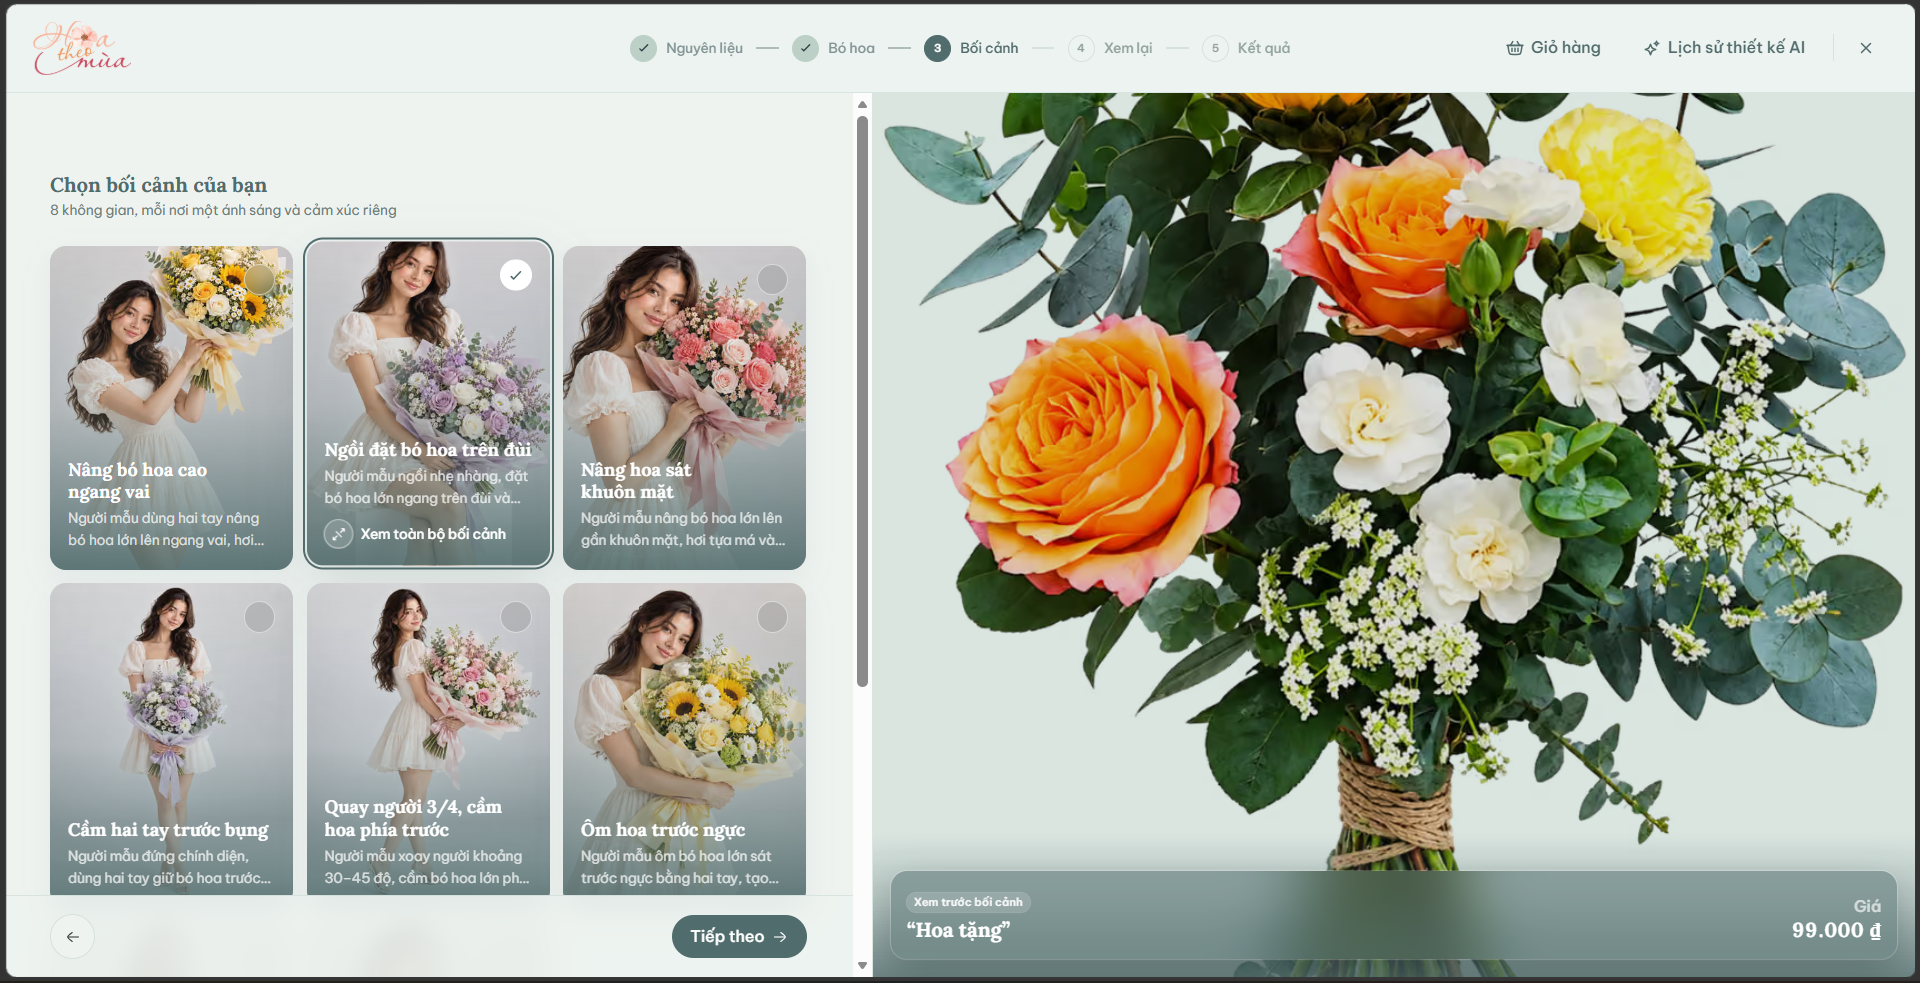 Hoa
theo
mùa
Nguyên liệu
Bó hoa
3 Bối cảnh
4 Xem lại
5 Kết quả
Giỏ hàng
Lịch sử thiết kế AI
Chọn bối cảnh của bạn
8 không gian, mỗi nơi một ánh sáng và cảm xúc riêng
Nâng bó hoa cao
ngang vai
Người mẫu dùng hai tay nâng
bó hoa lớn lên ngang vai, hơi...
Ngồi đặt bó hoa trên đùi
Người mẫu ngồi nhẹ nhàng, đặt
bó hoa lớn ngang trên đùi và...
Xem toàn bộ bối cảnh
Nâng hoa sát
khuôn mặt
Người mẫu nâng bó hoa lớn lên
gần khuôn mặt, hơi tựa má và...
Cầm hai tay trước bụng
Người mẫu đứng chính diện,
dùng hai tay giữ bó hoa trước...
Quay người 3/4, cầm
hoa phía trước
Người mẫu xoay người khoảng
30–45 độ, cầm bó hoa lớn ph...
Ôm hoa trước ngực
Người mẫu ôm bó hoa lớn sát
trước ngực bằng hai tay, tạo...
Tiếp theo
Xem trước bối cảnh
“Hoa tặng”
Giá
99.000 ₫